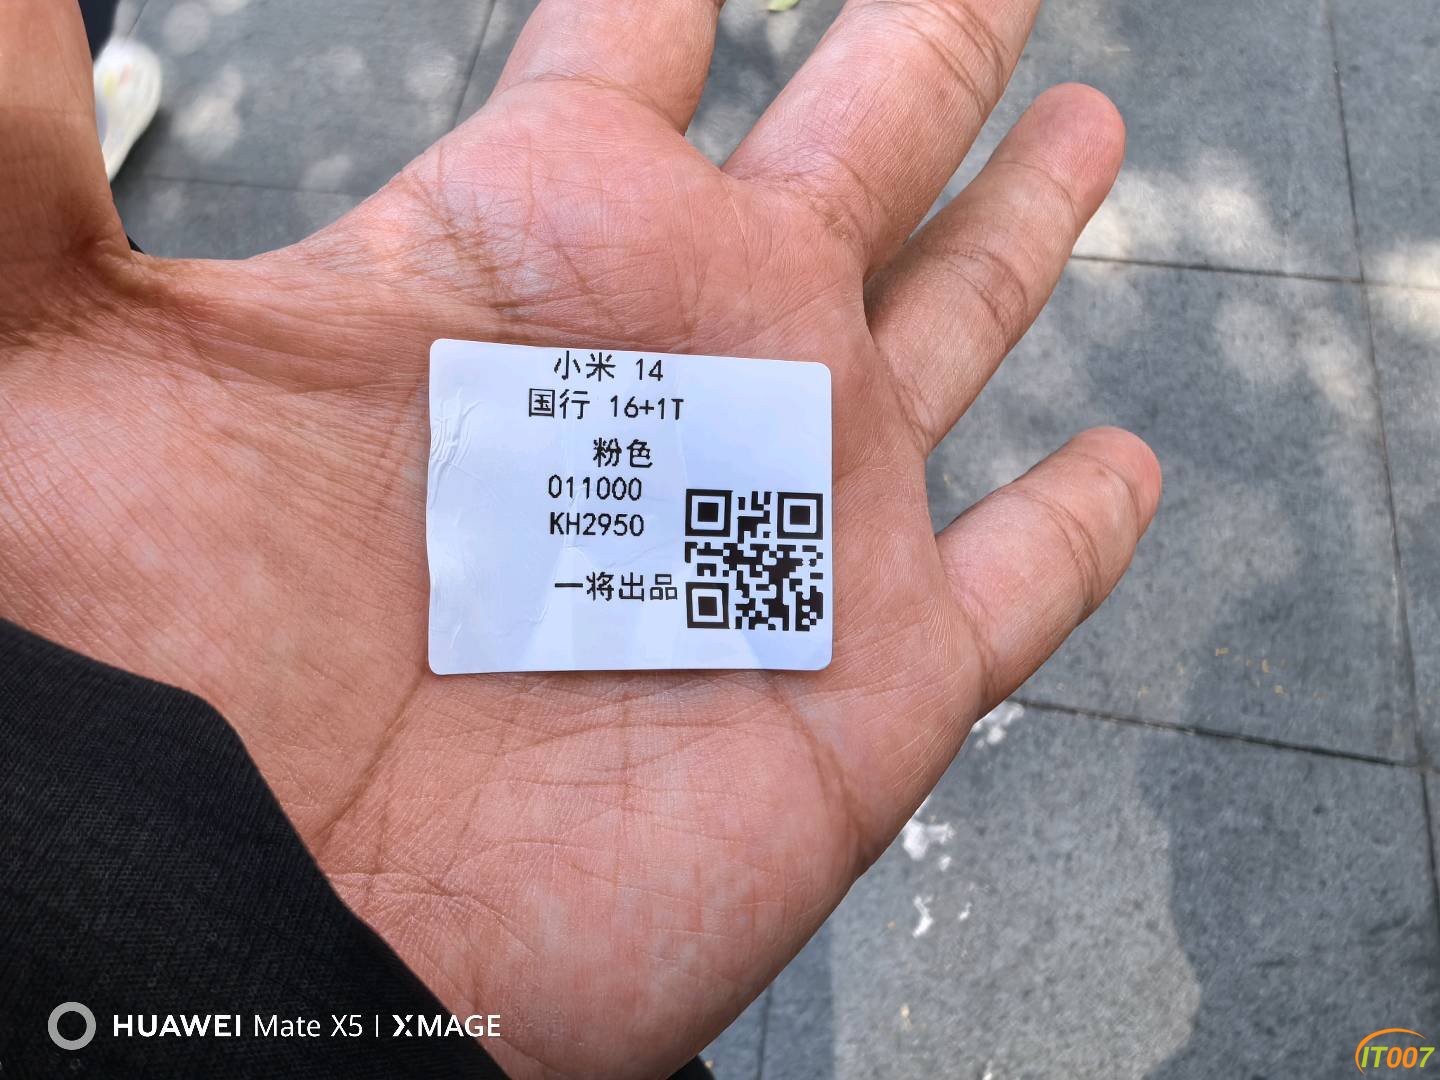 小米 14
国行 16+1T
粉色
011000
KH2950
一将出品
HUAWEI Mate X5 | XMAGE
IT007